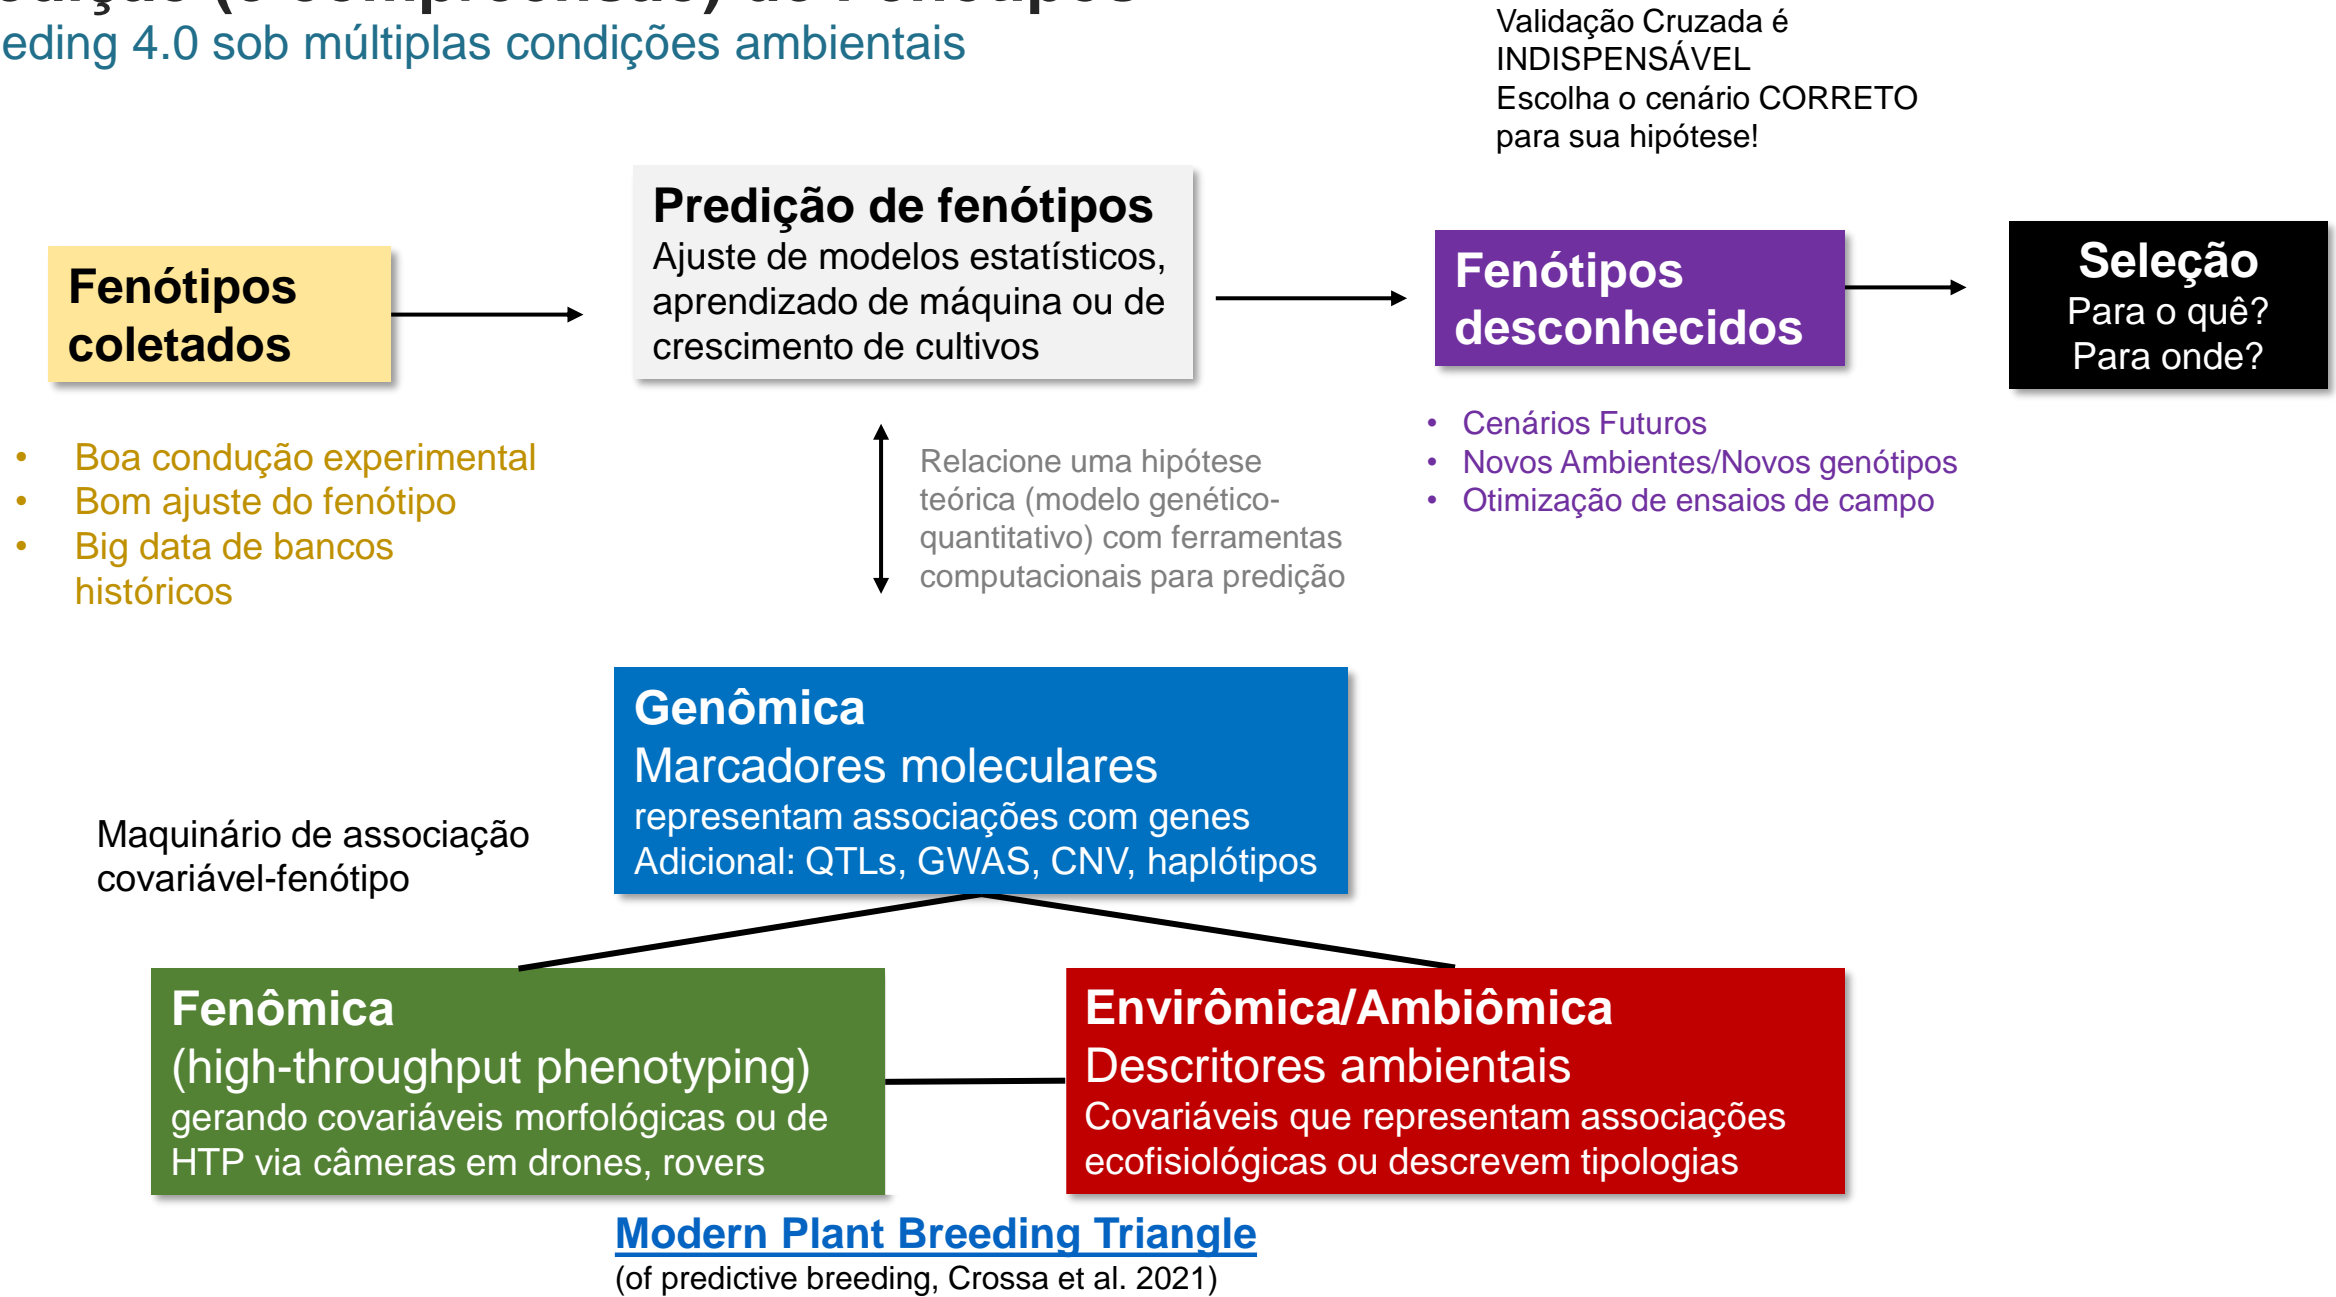 eding 4.0 sob múltiplas condições ambientais
Validação Cruzada é
INDISPENSÁVEL
Escolha o cenário CORRETO
para sua hipótese!
Fenótipos
coletados
Predição de fenótipos
Ajuste de modelos estatísticos,
aprendizado de máquina ou de
crescimento de cultivos
Fenótipos
desconhecidos
Seleção
Para o quê?
Para onde?
• Boa condução experimental
• Bom ajuste do fenótipo
• Big data de bancos
históricos
Relacione uma hipótese
teórica (modelo genético-
quantitativo) com ferramentas
computacionais para predição
• Cenários Futuros
• Novos Ambientes/Novos genótipos
• Otimização de ensaios de campo
Genômica
Marcadores moleculares
representam associações com genes
Adicional: QTLs, GWAS, CNV, haplótipos
Maquinário de associação
covariável-fenótipo
Fenômica
(high-throughput phenotyping)
gerando covariáveis morfológicas ou de
HTP via câmeras em drones, rovers
Envirômica/Ambiômica
Descritores ambientais
Covariáveis que representam associações
ecofisiológicas ou descrevem tipologias
Modern Plant Breeding Triangle
(of predictive breeding, Crossa et al. 2021)